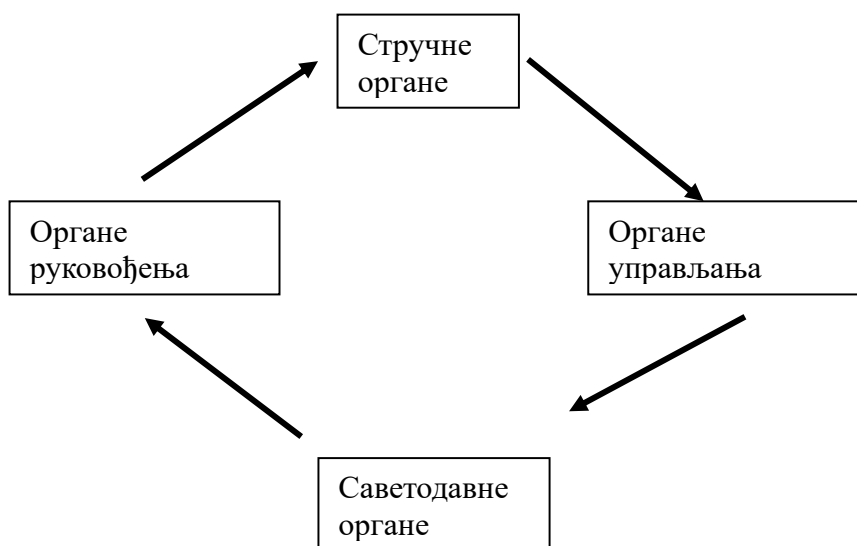 Стручне
органе
Органе
руковођења
Органе
управљања
Саветодавне
органе